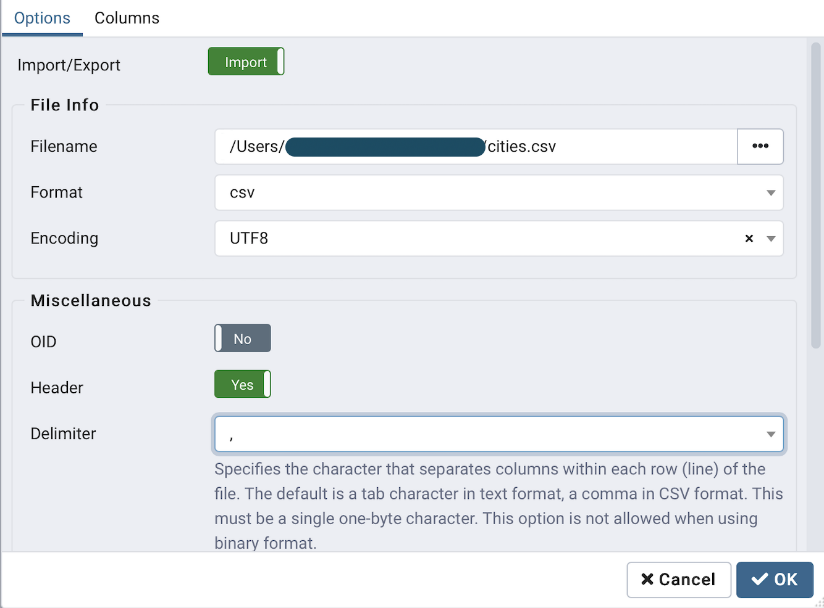 Options Columns
Import/Export Import
File Info
Filename /Users/ /cities.csv •••
Format csv
Encoding UTF8 ×
Miscellaneous
OID No
Header Yes
Delimiter ,
Specifies the character that separates columns within each row (line) of the
file. The default is a tab character in text format, a comma in CSV format. This
must be a single one-byte character. This option is not allowed when using
binary format.
Cancel OK